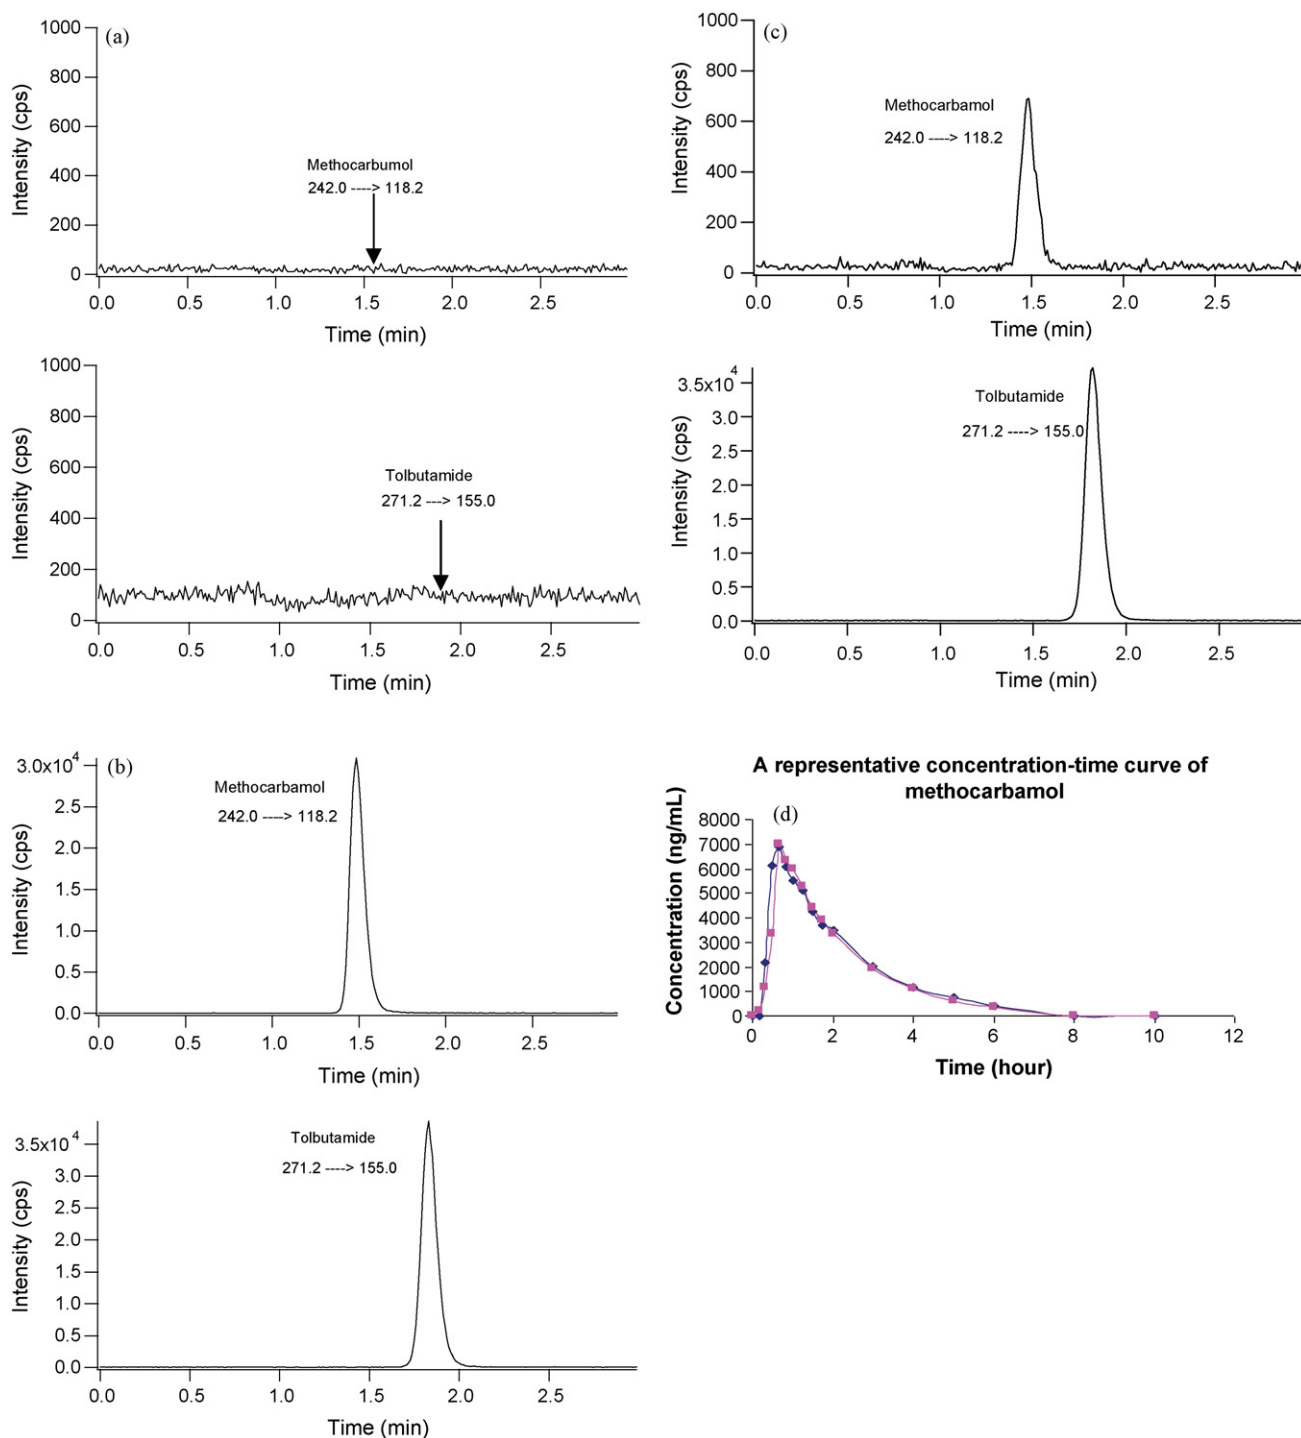 (a)
1000
800
600
400
200
0
Intensity (cps)
Methocarbumol
242.0 ----> 118.2
0.0 0.5 1.0 1.5 2.0 2.5
Time (min)
1000
800
600
400
200
0
Intensity (cps)
Tolbutamide
271.2 ---> 155.0
0.0 0.5 1.0 1.5 2.0 2.5
Time (min)
(b)
3.0x10⁴
2.5
2.0
1.5
1.0
0.5
0.0
Intensity (cps)
Methocarbamol
242.0 ----> 118.2
0.0 0.5 1.0 1.5 2.0 2.5
Time (min)
3.5x10⁴
3.0
2.5
2.0
1.5
1.0
0.5
0.0
Intensity (cps)
Tolbutamide
271.2 ----> 155.0
0.0 0.5 1.0 1.5 2.0 2.5
Time (min)
(c)
1000
800
600
400
200
0
Intensity (cps)
Methocarbamol
242.0 ----> 118.2
0.0 0.5 1.0 1.5 2.0 2.5
Time (min)
3.5x10⁴
3.0
2.5
2.0
1.5
1.0
0.5
0.0
Intensity (cps)
Tolbutamide
271.2 ----> 155.0
0.0 0.5 1.0 1.5 2.0 2.5
Time (min)
A representative concentration-time curve of
methocarbamol
(d)
8000
7000
6000
5000
4000
3000
2000
1000
0
Concentration (ng/mL)
0 2 4 6 8 10 12
Time (hour)